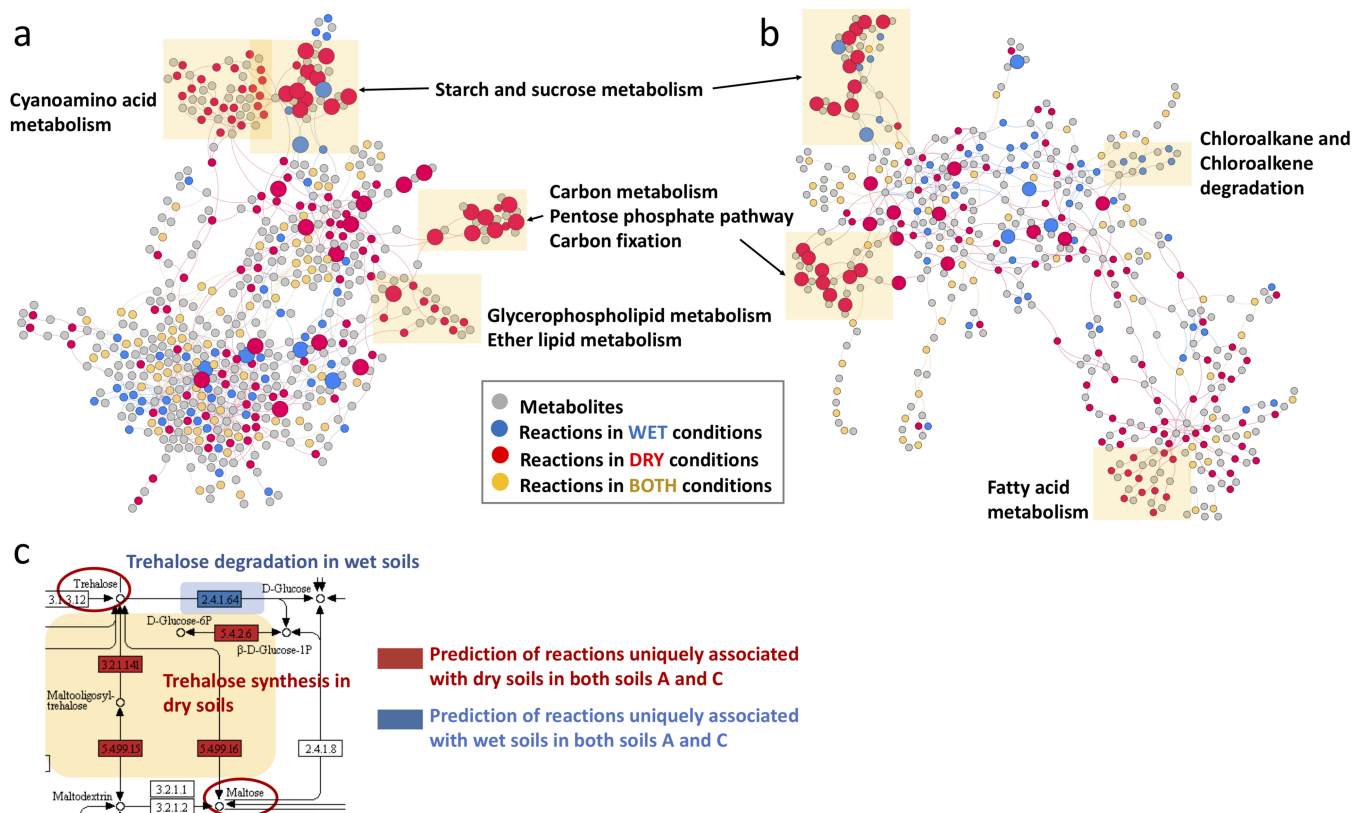 a
b
Cyanoamino acid
metabolism
Starch and sucrose metabolism
Chloroalkane and
Chloroalkene
degradation
Carbon metabolism
Pentose phosphate pathway
Carbon fixation
Glycerophospholipid metabolism
Ether lipid metabolism
Metabolites
Reactions in WET conditions
Reactions in DRY conditions
Reactions in BOTH conditions
Fatty acid
metabolism
c
Trehalose degradation in wet soils
Trehalose
D-Glucose
3.1.3.12
2.4.1.64
D-Glucose-6P
5.4.2.6
β-D-Glucose-1P
3.2.1.141
Trehalose synthesis in
dry soils
Maltooligosyl-
trehalose
5.4.99.15
5.4.99.16
2.4.1.8
Maltodextrin
3.2.1.1
3.2.1.2
Maltose
Prediction of reactions uniquely associated
with dry soils in both soils A and C
Prediction of reactions uniquely associated
with wet soils in both soils A and C